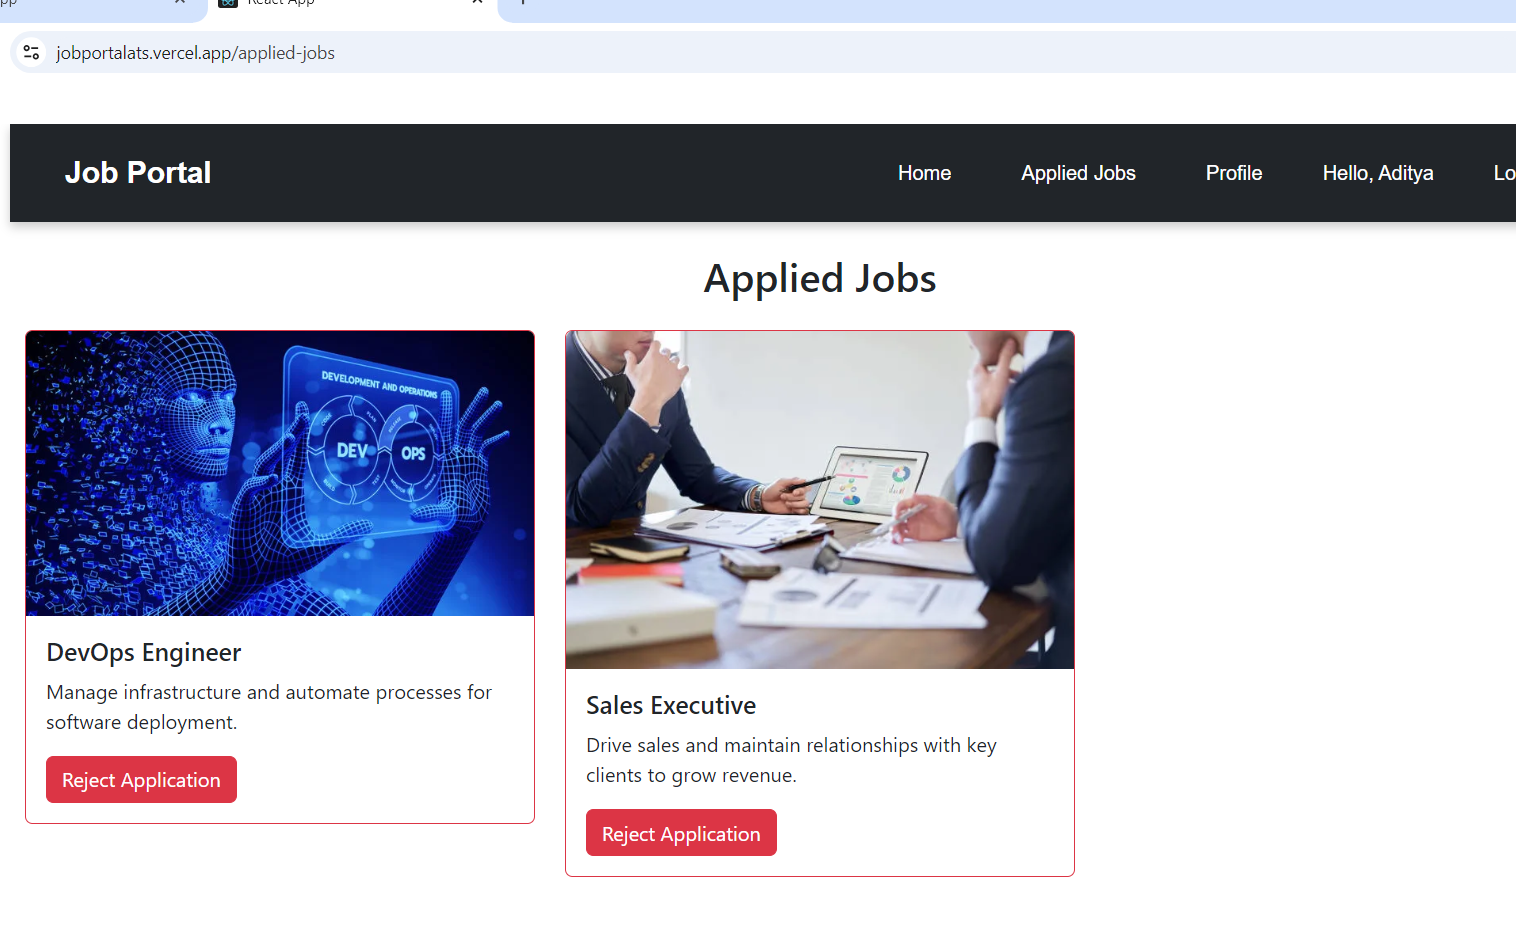 React App
jobportalats.vercel.app/applied-jobs
Job Portal
Home
Applied Jobs
Profile
Hello, Aditya
Lo
Applied Jobs
DEVELOPMENT AND OPERATIONS
DEV
OPS
DevOps Engineer
Manage infrastructure and automate processes for
software deployment.
Reject Application
Sales Executive
Drive sales and maintain relationships with key
clients to grow revenue.
Reject Application